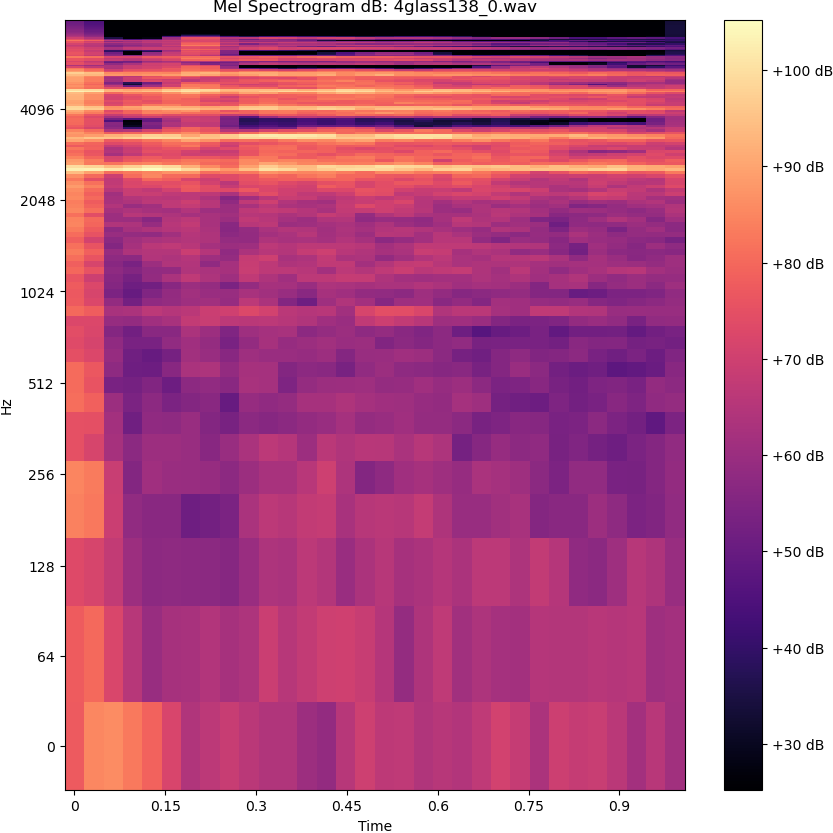 Mel Spectrogram dB: 4glass138_0.wav
+100 dB
4096
+90 dB
2048
+80 dB
1024
+70 dB
512
Hz
+60 dB
256
+50 dB
128
+40 dB
64
+30 dB
0
0 0.15 0.3 0.45 0.6 0.75 0.9
Time